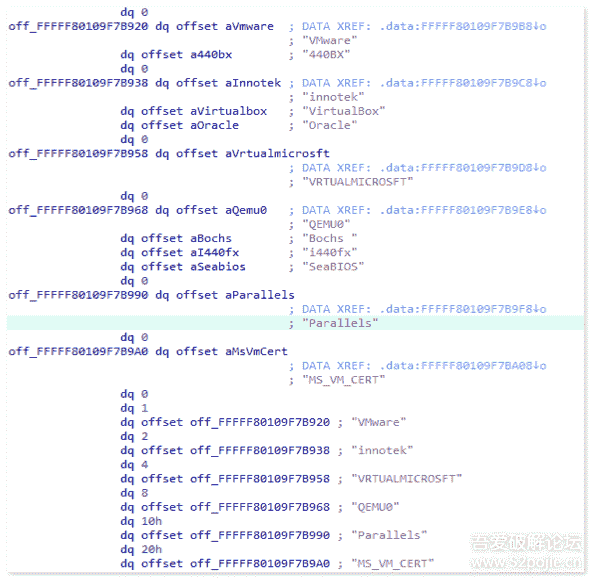 dq 0
off_FFFFF80109F7B920 dq offset aVmware ; DATA XREF: .data:FFFFF80109F7B9B8↓o
; "VMware"
dq offset a440bx ; "440BX"
dq 0
off_FFFFF80109F7B938 dq offset aInnotek ; DATA XREF: .data:FFFFF80109F7B9C8↓o
; "innotek"
dq offset aVirtualbox ; "VirtualBox"
dq offset aOracle ; "Oracle"
dq 0
off_FFFFF80109F7B958 dq offset aVrtualmicrosft
; DATA XREF: .data:FFFFF80109F7B9D8↓o
; "VRTUALMICROSFT"
dq 0
off_FFFFF80109F7B968 dq offset aQemu0 ; DATA XREF: .data:FFFFF80109F7B9E8↓o
; "QEMU0"
dq offset aBochs ; "Bochs "
dq offset aI440fx ; "i440fx"
dq offset aSeabios ; "SeaBIOS"
dq 0
off_FFFFF80109F7B990 dq offset aParallels
; DATA XREF: .data:FFFFF80109F7B9F8↓o
; "Parallels"
dq 0
off_FFFFF80109F7B9A0 dq offset aMsVmCert
; DATA XREF: .data:FFFFF80109F7BA08↓o
; "MS_VM_CERT"
dq 0
dq 1
dq offset off_FFFFF80109F7B920 ; "VMware"
dq 2
dq offset off_FFFFF80109F7B938 ; "innotek"
dq 4
dq offset off_FFFFF80109F7B958 ; "VRTUALMICROSFT"
dq 8
dq offset off_FFFFF80109F7B968 ; "QEMU0"
dq 10h
dq offset off_FFFFF80109F7B990 ; "Parallels"
dq 20h
dq offset off_FFFFF80109F7B9A0 ; "MS_VM_CERT"
吾爱破解论坛
www.52pojie.cn